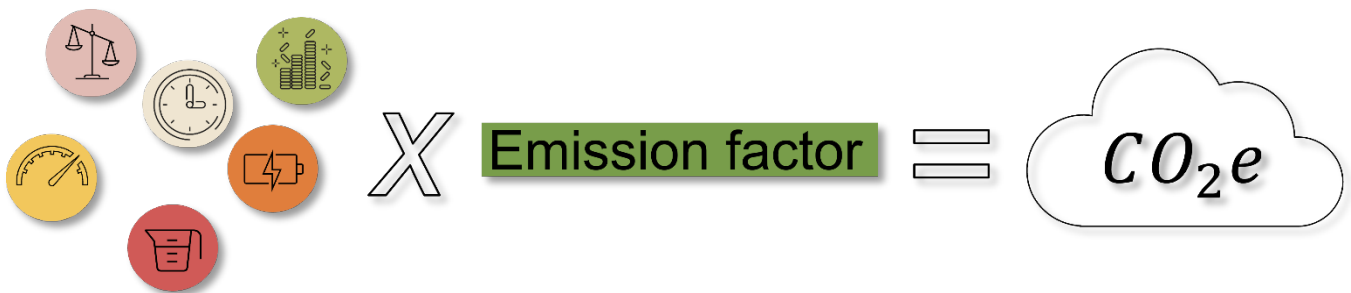 X Emission factor = CO₂e